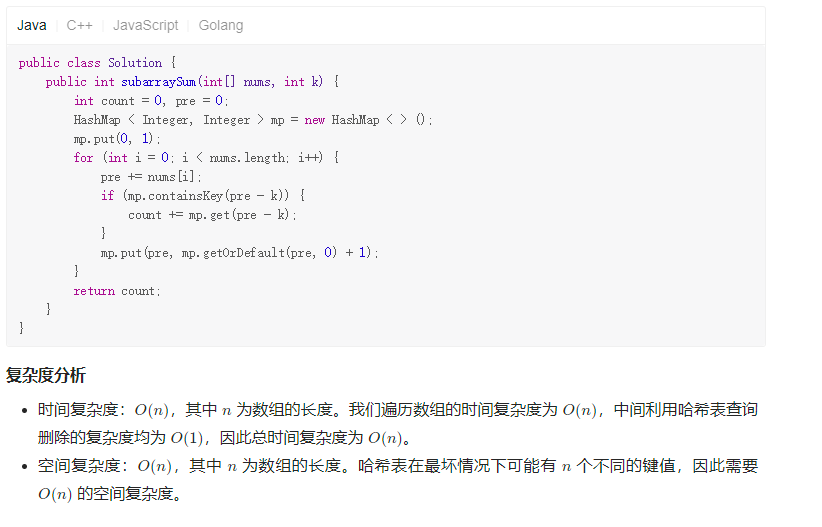 Java C++ JavaScript Golang
public class Solution {
    public int subarraySum(int[] nums, int k) {
        int count = 0, pre = 0;
        HashMap < Integer, Integer > mp = new HashMap < > ();
        mp.put(0, 1);
        for (int i = 0; i < nums.length; i++) {
            pre += nums[i];
            if (mp.containsKey(pre - k)) {
                count += mp.get(pre - k);
            }
            mp.put(pre, mp.getOrDefault(pre, 0) + 1);
        }
        return count;
    }
}
复杂度分析
• 时间复杂度：O(n)，其中 n 为数组的长度。我们遍历数组的时间复杂度为 O(n)，中间利用哈希表查询
删除的复杂度均为 O(1)，因此总时间复杂度为 O(n)。
• 空间复杂度：O(n)，其中 n 为数组的长度。哈希表在最坏情况下可能有 n 个不同的键值，因此需要
O(n) 的空间复杂度。